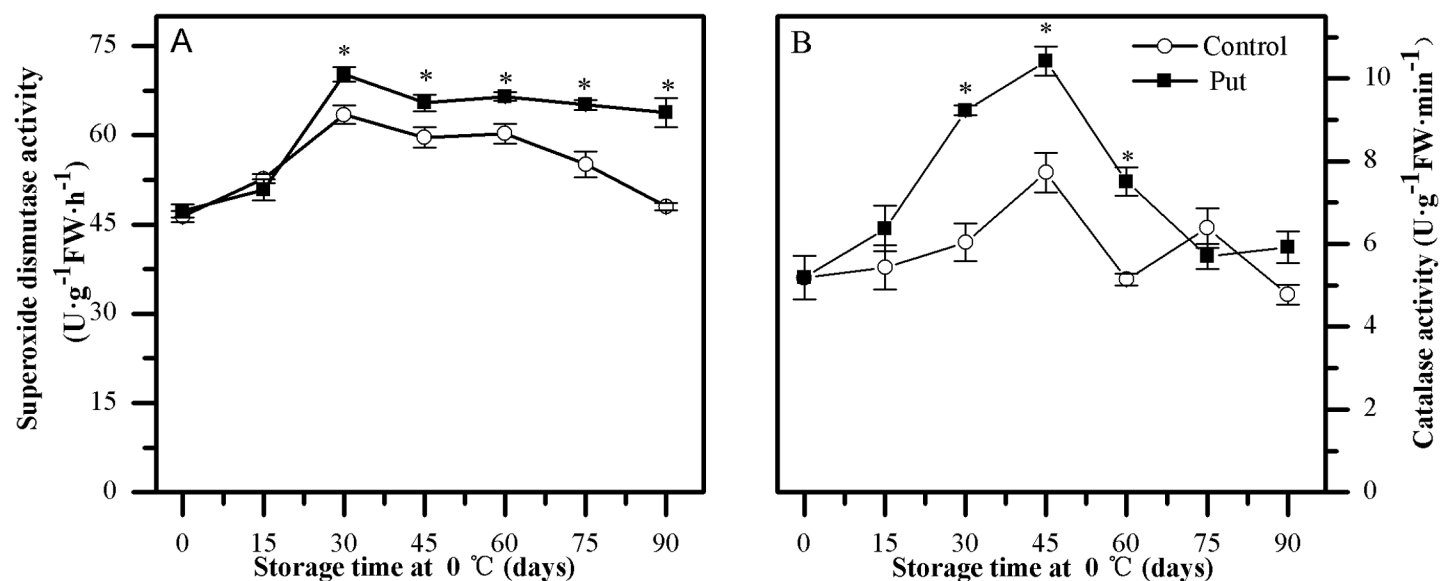 Superoxide dismutase activity
(U·g⁻¹FW·h⁻¹)
75
60
45
30
15
0
A
*
*
*
*
*
0 15 30 45 60 75 90
Storage time at 0 ℃ (days)
B
*
*
*
Control
Put
10
8
6
4
2
0
Catalase activity (U·g⁻¹FW·min⁻¹)
0 15 30 45 60 75 90
Storage time at 0 ℃ (days)